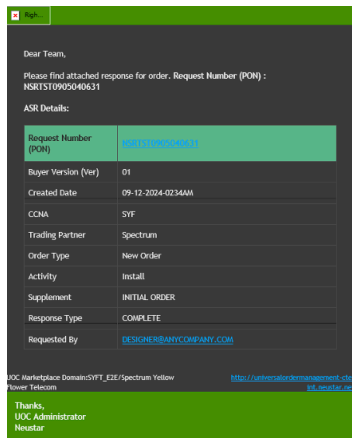 Righ...
Dear Team,
Please find attached response for order. Request Number (PON) :
NSRTST0905040631
ASR Details:
Request Number (PON) NSRTST0905040631
Buyer Version (Ver) 01
Created Date 09-12-2024-0234AM
CCNA SYF
Trading Partner Spectrum
Order Type New Order
Activity Install
Supplement INITIAL ORDER
Response Type COMPLETE
Requested By DESIGNER@ANYCOMPANY.COM
UOC Marketplace Domain:SYFT_E2E/Spectrum Yellow http://universalordermanagement-cte
Flower Telecom int.neustar.ne
Thanks,
UOC Administrator
Neustar